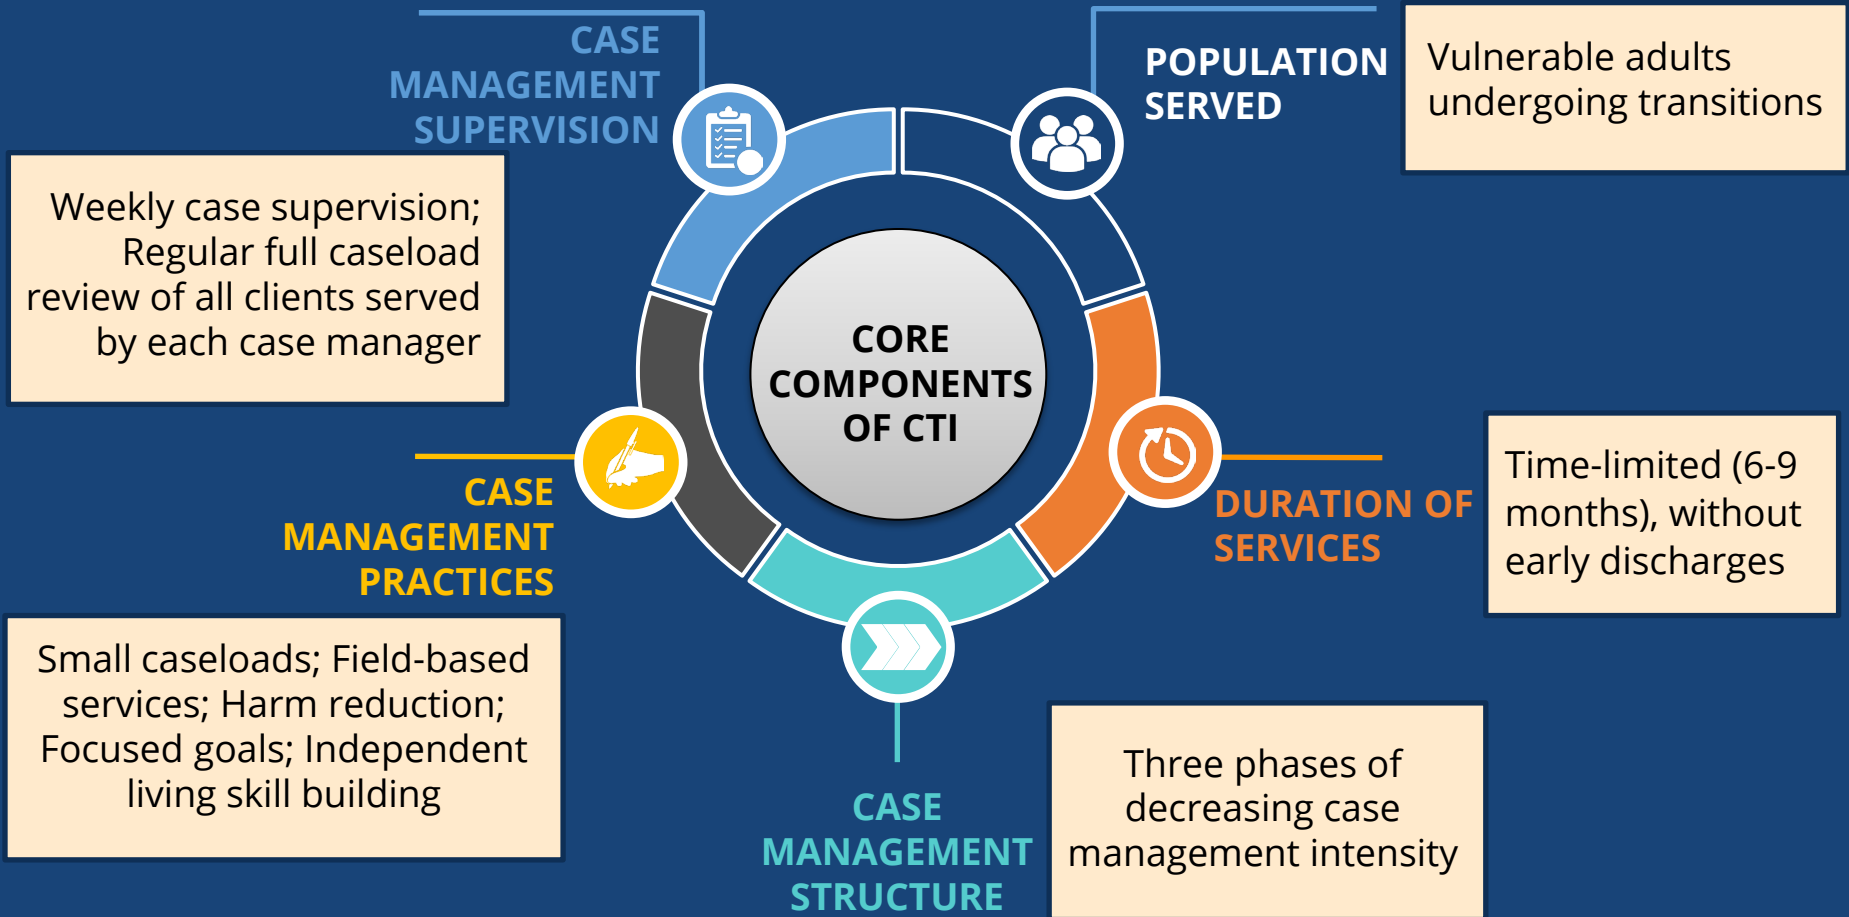 CASE
MANAGEMENT
SUPERVISION
Weekly case supervision;
Regular full caseload
review of all clients served
by each case manager
POPULATION
SERVED
Vulnerable adults
undergoing transitions
CORE
COMPONENTS
OF CTI
CASE
MANAGEMENT
PRACTICES
Small caseloads; Field-based
services; Harm reduction;
Focused goals; Independent
living skill building
DURATION OF
SERVICES
Time-limited (6-9
months), without
early discharges
CASE
MANAGEMENT
STRUCTURE
Three phases of
decreasing case
management intensity